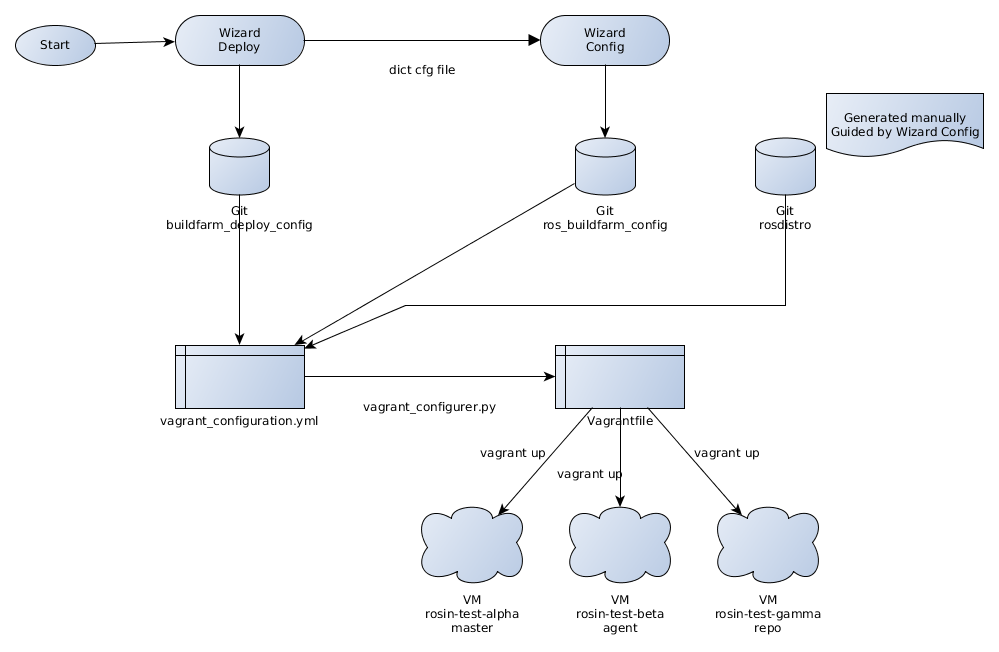 Start
Wizard
Deploy
Wizard
Config
dict cfg file
Generated manually
Guided by Wizard Config
Git
buildfarm_deploy_config
Git
ros_buildfarm_config
Git
rosdistro
vagrant_configuration.yml
vagrant_configurer.py
Vagrantfile
vagrant up
vagrant up
vagrant up
VM
rosin-test-alpha
master
VM
rosin-test-beta
agent
VM
rosin-test-gamma
repo